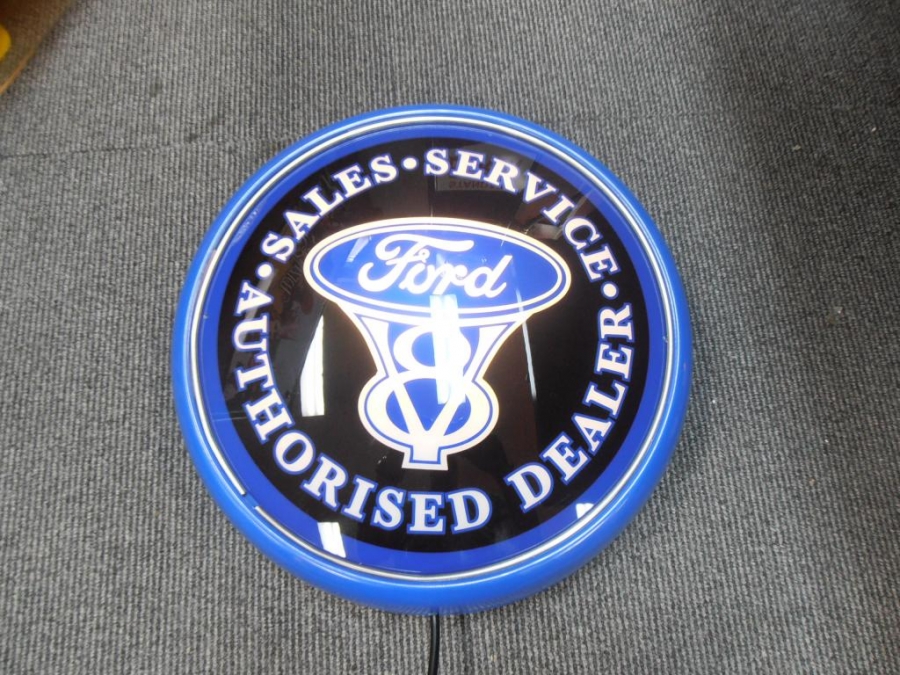 SALES • SERVICE
Ford
V8
• AUTHORISED DEALER •